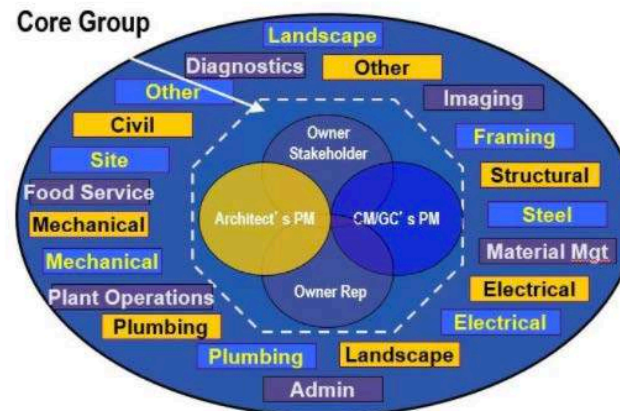 Core Group
Landscape
Diagnostics
Other
Other
Imaging
Civil
Framing
Site
Structural
Food Service
Steel
Mechanical
Material Mgt
Mechanical
Electrical
Plant Operations
Electrical
Plumbing
Plumbing
Landscape
Admin
Owner
Stakeholder
Architect's PM
CM/GC's PM
Owner Rep